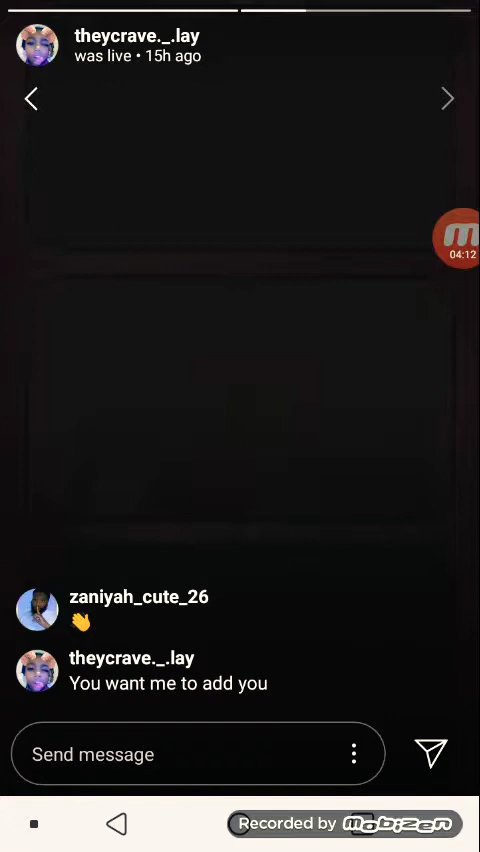 theycrave._.lay
was live • 15h ago
04:12
zaniyah_cute_26
👋
theycrave._.lay
You want me to add you
Send message
Recorded by mobizen